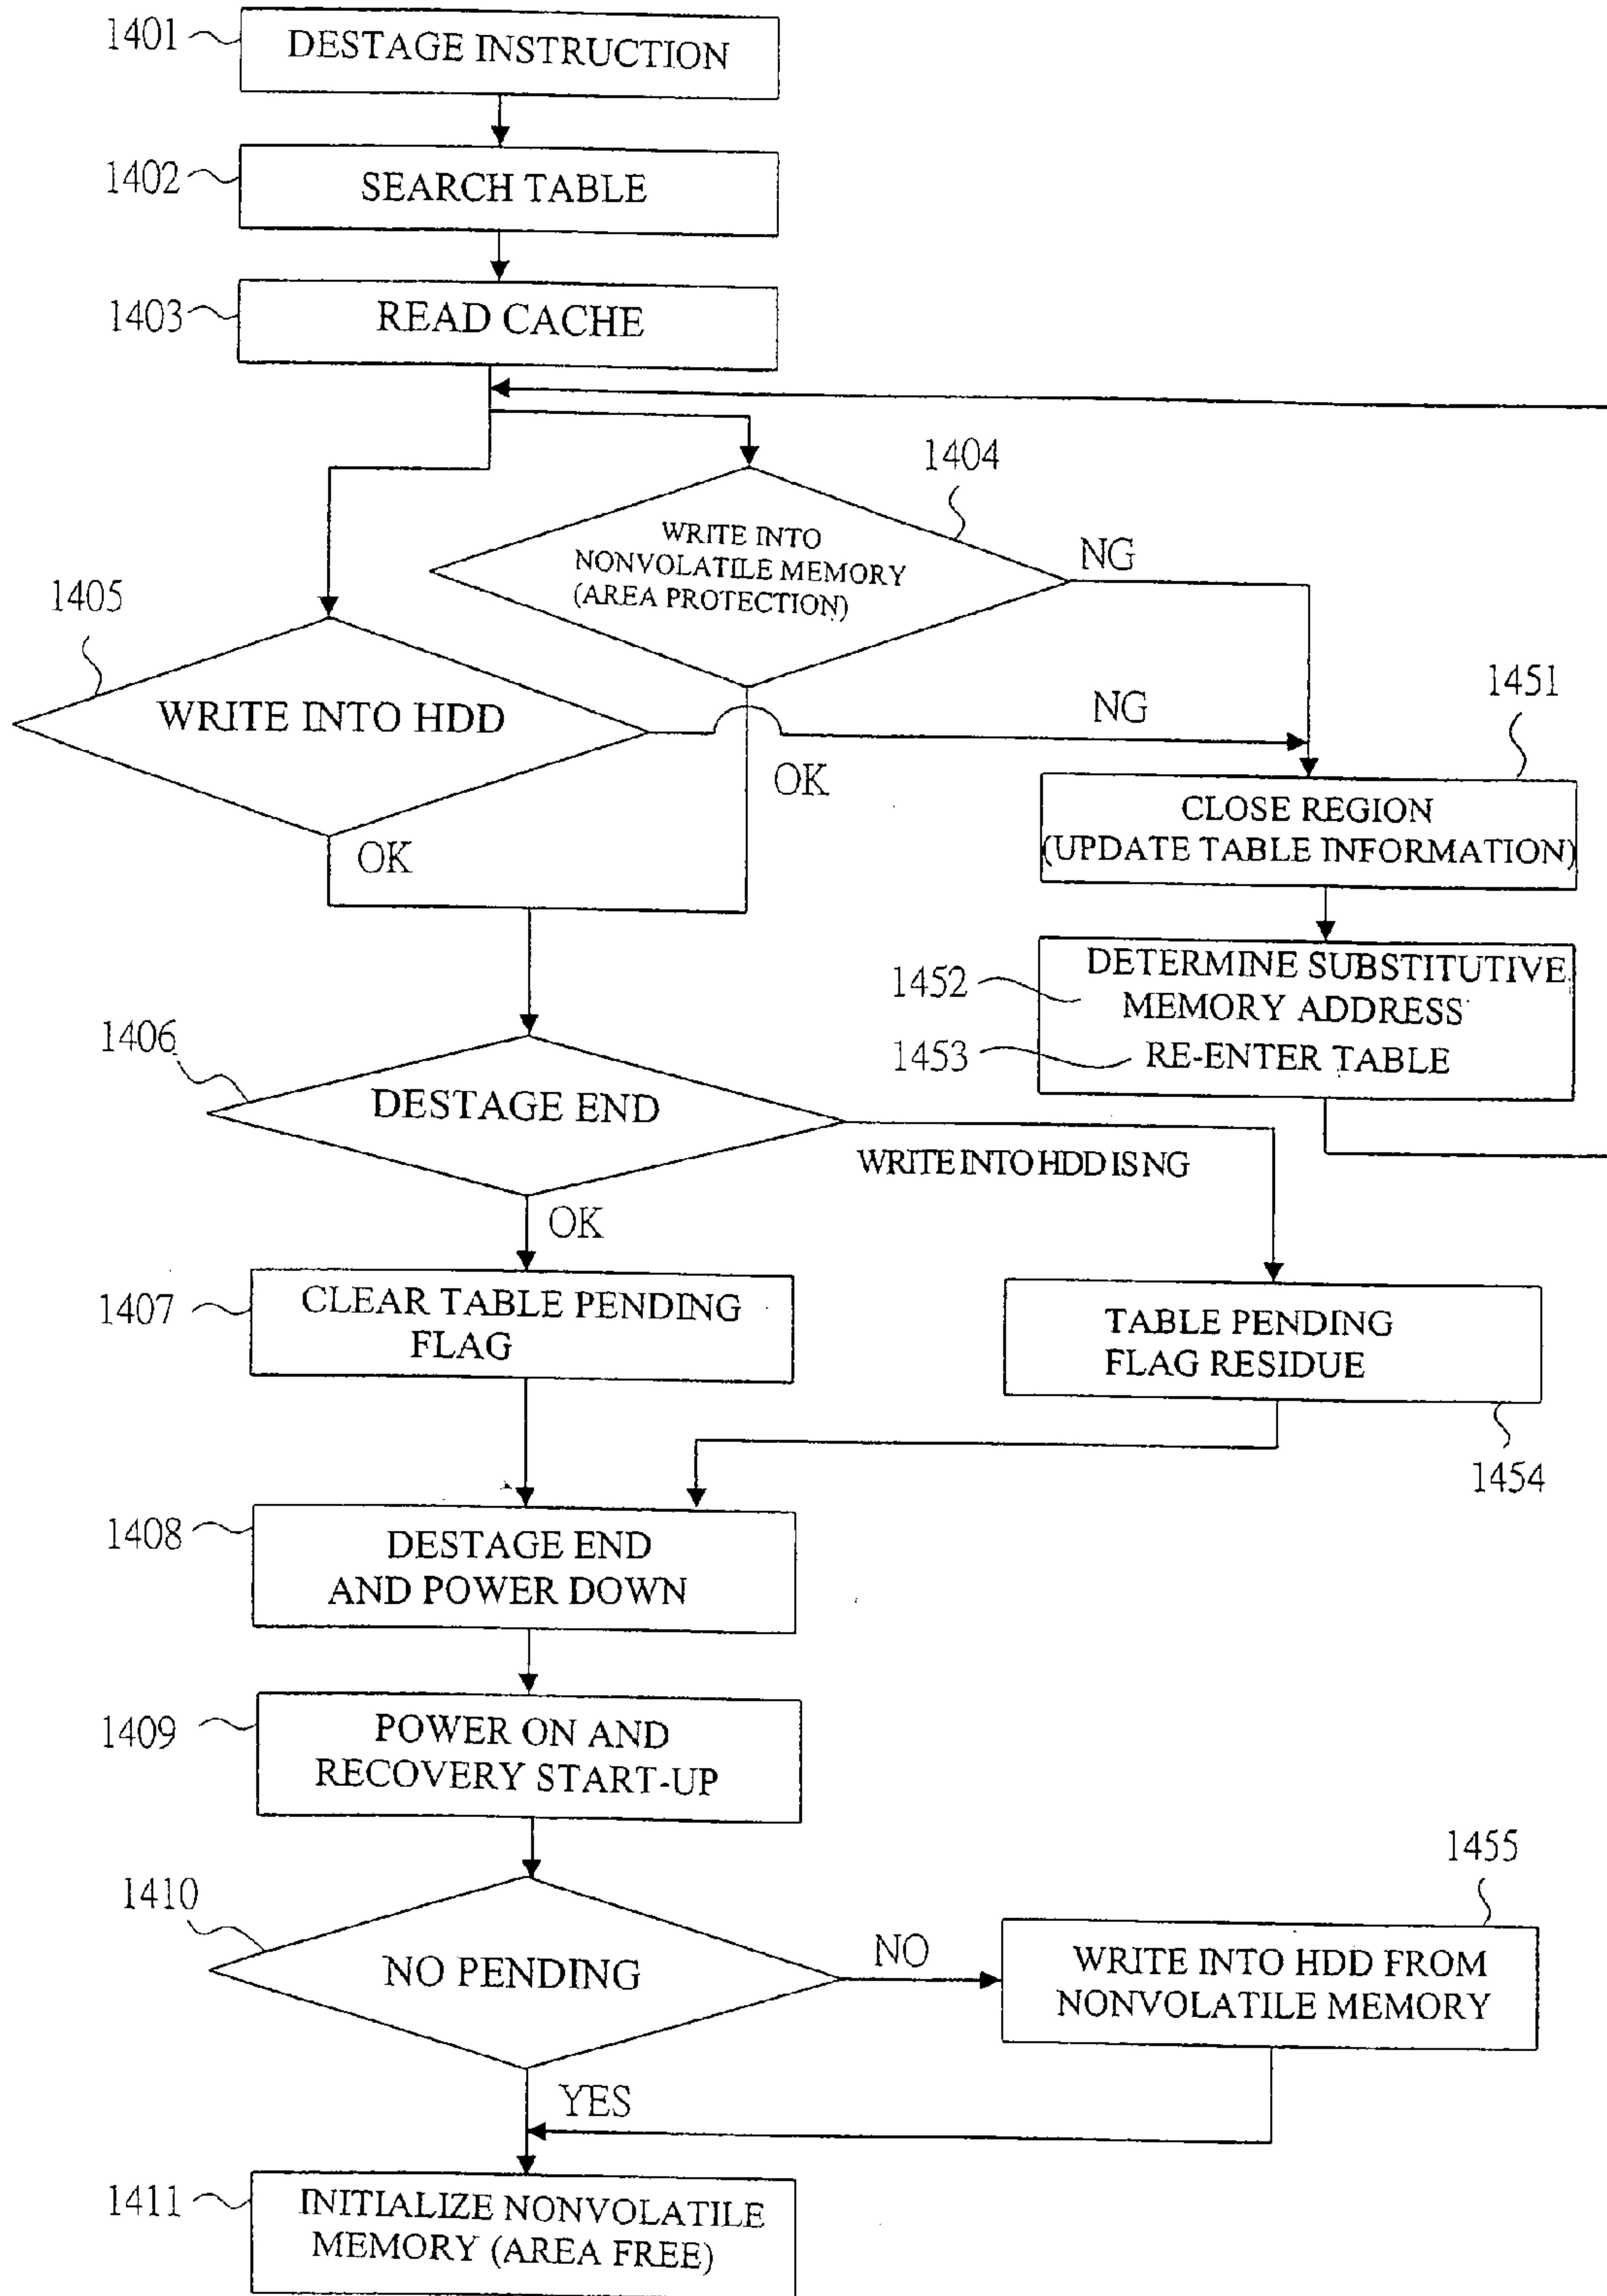 1401
DESTAGE INSTRUCTION
1402
SEARCH TABLE
1403
READ CACHE
1404
WRITE INTO
NONVOLATILE MEMORY
(AREA PROTECTION)
NG
1405
WRITE INTO HDD
NG
OK
OK
1451
CLOSE REGION
(UPDATE TABLE INFORMATION)
1452
DETERMINE SUBSTITUTIVE
MEMORY ADDRESS
1453
RE-ENTER TABLE
1406
DESTAGE END
WRITE INTO HDD IS NG
OK
1407
CLEAR TABLE PENDING
FLAG
TABLE PENDING
FLAG RESIDUE
1454
1408
DESTAGE END
AND POWER DOWN
1409
POWER ON AND
RECOVERY START-UP
1410
NO PENDING
NO
1455
WRITE INTO HDD FROM
NONVOLATILE MEMORY
YES
1411
INITIALIZE NONVOLATILE
MEMORY (AREA FREE)